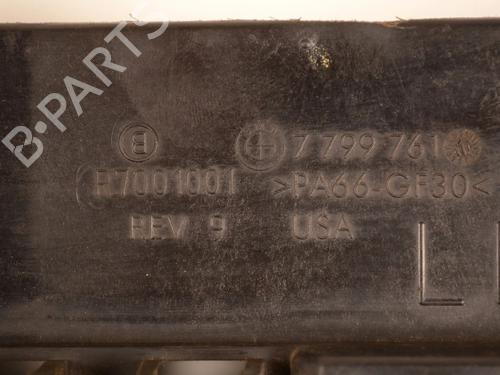 B-PARTS
B 7 799 761
P7001001 >PA66-GF30<
REV 9 USA